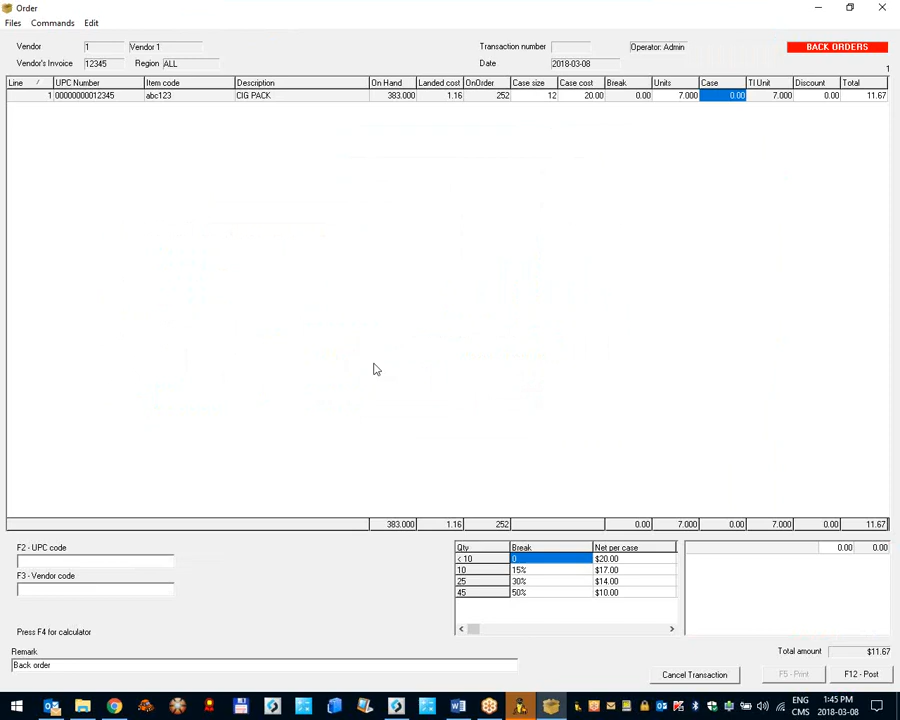 Order
Files Commands Edit
Vendor 1 Vendor 1 Transaction number Operator: Admin BACK ORDERS
Vendor's Invoice 12345 Region ALL Date 2018-03-08
1
Line / UPC Number Item code Description On Hand Landed cost OnOrder Case size Case cost Break Units Case Tl Unit Discount Total
1 00000000012345 abc123 CIG PACK 383.000 1.16 252 12 20.00 0.00 7.000 0.00 7.000 0.00 11.67
383.000 1.16 252 0.00 7.000 0.00 7.000 0.00 11.67
F2 - UPC code
F3 - Vendor code
Press F4 for calculator
Qty Break Net per case
< 10 0 $20.00
10 15% $17.00
25 30% $14.00
45 50% $10.00
0.00 0.00
Remark
Back order
Total amount $11.67
Cancel Transaction F5 - Print F12 - Post
ENG 1:45 PM
CMS 2018-03-08